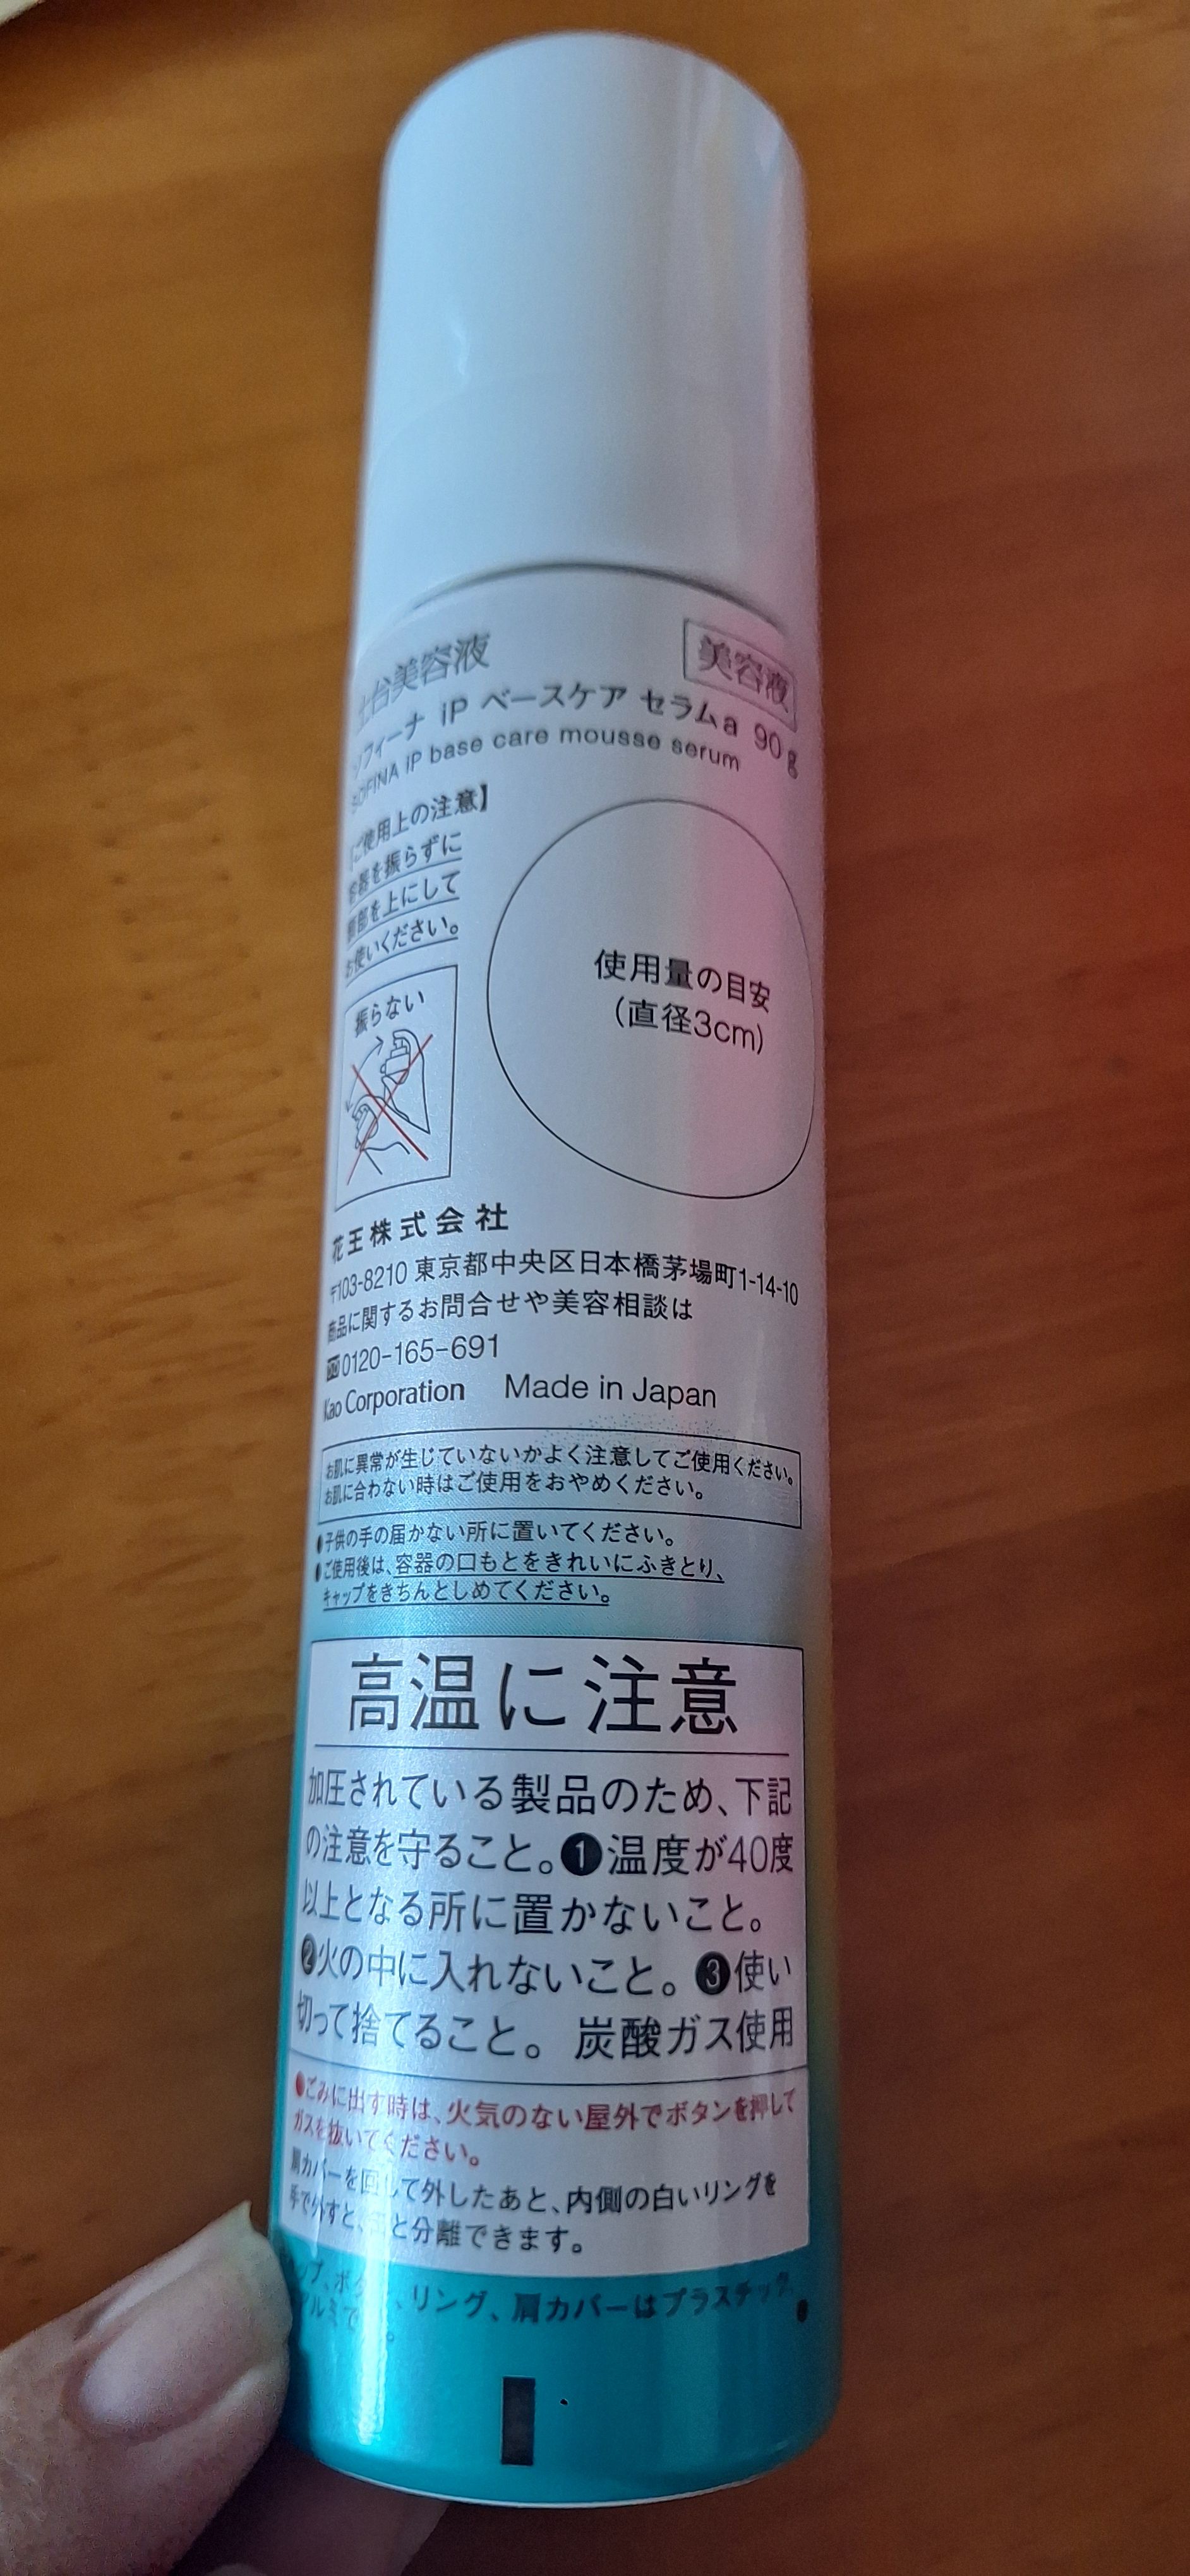 土台美容液
美容液
ソフィーナ iP ベースケア セラムa 90g
SOFINA iP base care mousse serum
【ご使用上の注意】
容器を振らずに
頭部を上にして
お使いください。
振らない
使用量の目安
(直径3cm)
花王株式会社
〒103-8210 東京都中央区日本橋茅場町1-14-10
商品に関するお問合せや美容相談は
0120-165-691
Kao Corporation Made in Japan
お肌に異常が生じていないかよく注意してご使用ください。
お肌に合わない時はご使用をおやめください。
●子供の手の届かない所に置いてください。
●ご使用後は、容器の口もとをきれいにふきとり、
キャップをきちんとしめてください。
高温に注意
加圧されている製品のため、下記
の注意を守ること。❶温度が40度
以上となる所に置かないこと。
❷火の中に入れないこと。❸使い
切って捨てること。炭酸ガス使用
●ごみに出す時は、火気のない屋外でボタンを押して
ガスを抜いてください。
肩カバーを回して外したあと、内側の白いリングを
手で外すと、缶と分離できます。
リング、肩カバーはプラスチック、